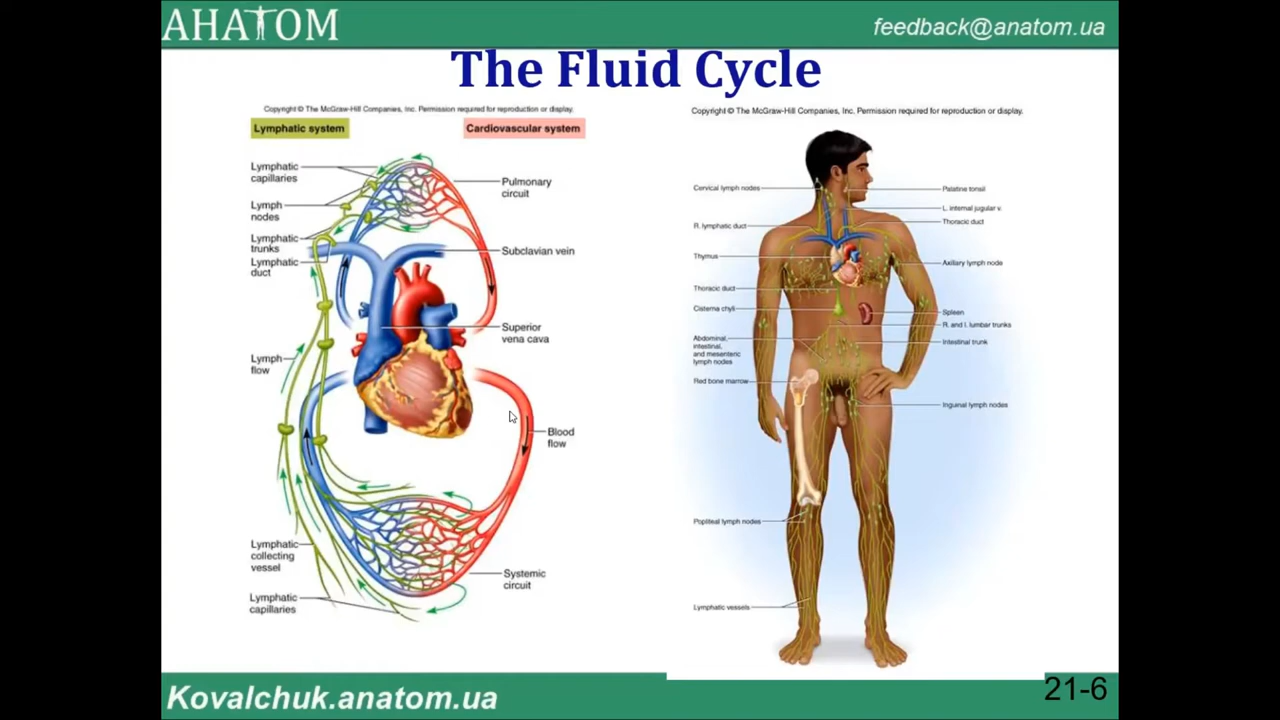 АНАТОМ
feedback@anatom.ua
The Fluid Cycle
Copyright © The McGraw-Hill Companies, Inc. Permission required for reproduction or display.
Lymphatic system
Cardiovascular system
Lymphatic
capillaries
Lymph
nodes
Lymphatic
trunks
Lymphatic
duct
Lymph
flow
Lymphatic
collecting
vessel
Lymphatic
capillaries
Pulmonary
circuit
Subclavian vein
Superior
vena cava
Blood
flow
Systemic
circuit
Copyright © The McGraw-Hill Companies, Inc. Permission required for reproduction or display.
Cervical lymph nodes
R. lymphatic duct
Thymus
Thoracic duct
Cisterna chyli
Abdominal,
intestinal,
and mesenteric
lymph nodes
Red bone marrow
Popliteal lymph nodes
Lymphatic vessels
Palatine tonsil
L. internal jugular v.
Thoracic duct
Axillary lymph node
Spleen
R. and l. lumbar trunks
Intestinal trunk
Inguinal lymph nodes
Kovalchuk.anatom.ua
21-6